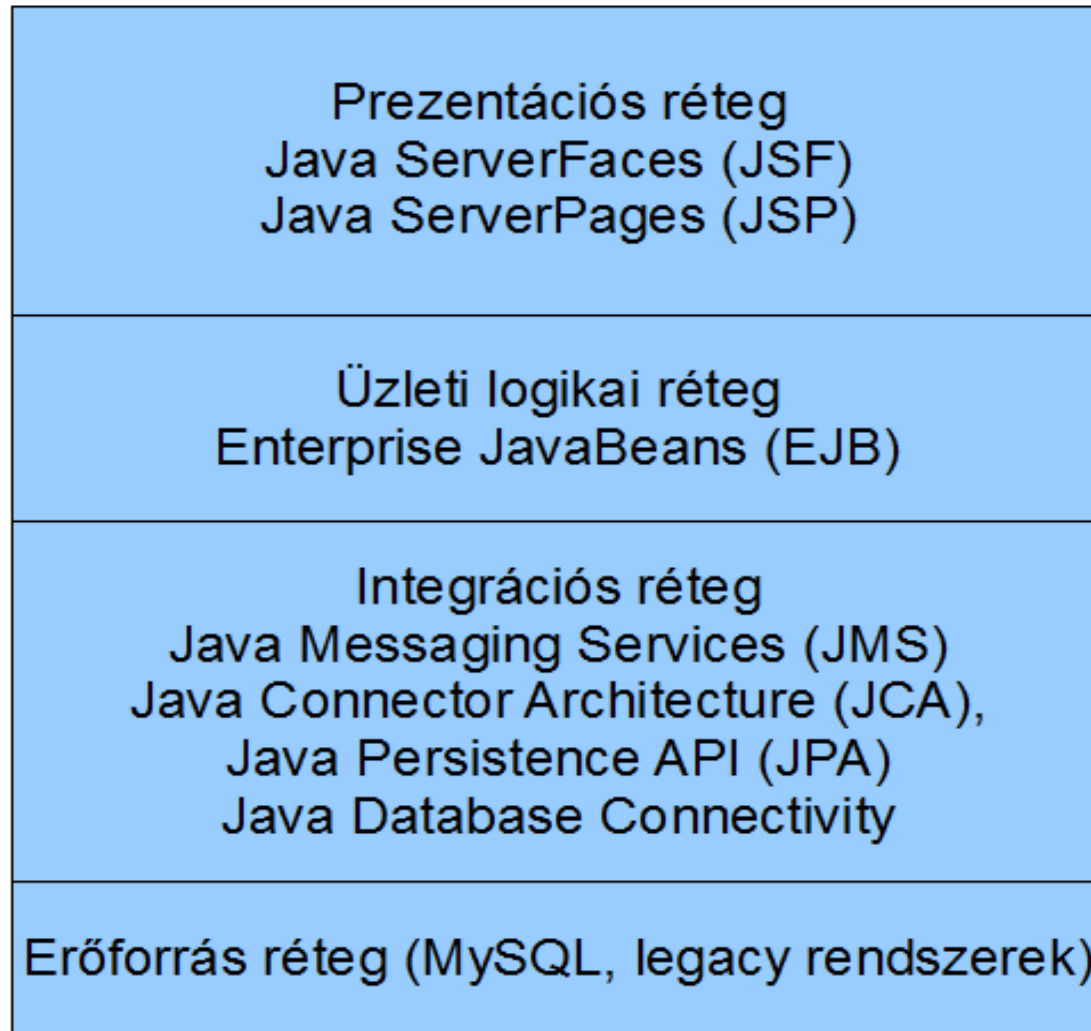 Prezentációs réteg
Java ServerFaces (JSF)
Java ServerPages (JSP)
Üzleti logikai réteg
Enterprise JavaBeans (EJB)
Integrációs réteg
Java Messaging Services (JMS)
Java Connector Architecture (JCA),
Java Persistence API (JPA)
Java Database Connectivity
Erőforrás réteg (MySQL, legacy rendszerek)